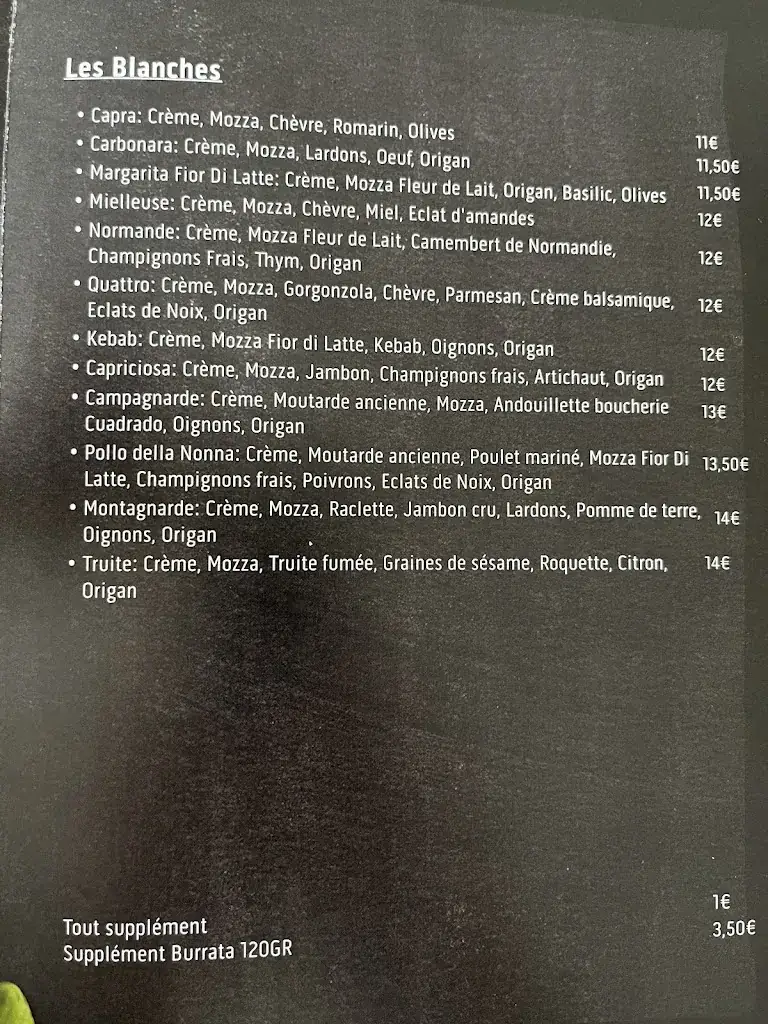 Les Blanches
• Capra: Crème, Mozza, Chèvre, Romarin, Olives 11€
• Carbonara: Crème, Mozza, Lardons, Oeuf, Origan 11,50€
• Margarita Fior Di Latte: Crème, Mozza Fleur de Lait, Origan, Basilic, Olives 11,50€
• Mielleuse: Crème, Mozza, Chèvre, Miel, Eclat d'amandes 12€
• Normande: Crème, Mozza Fleur de Lait, Camembert de Normandie, 12€
Champignons Frais, Thym, Origan
• Quattro: Crème, Mozza, Gorgonzola, Chèvre, Parmesan, Crème balsamique, 12€
Eclats de Noix, Origan
• Kebab: Crème, Mozza Fior di Latte, Kebab, Oignons, Origan 12€
• Capriciosa: Crème, Mozza, Jambon, Champignons frais, Artichaut, Origan 12€
• Campagnarde: Crème, Moutarde ancienne, Mozza, Andouillette boucherie 13€
Cuadrado, Oignons, Origan
• Pollo della Nonna: Crème, Moutarde ancienne, Poulet mariné, Mozza Fior Di 13,50€
Latte, Champignons frais, Poivrons, Eclats de Noix, Origan
• Montagnarde: Crème, Mozza, Raclette, Jambon cru, Lardons, Pomme de terre, 14€
Oignons, Origan
• Truite: Crème, Mozza, Truite fumée, Graines de sésame, Roquette, Citron, 14€
Origan
Tout supplément 1€
Supplément Burrata 120GR 3,50€